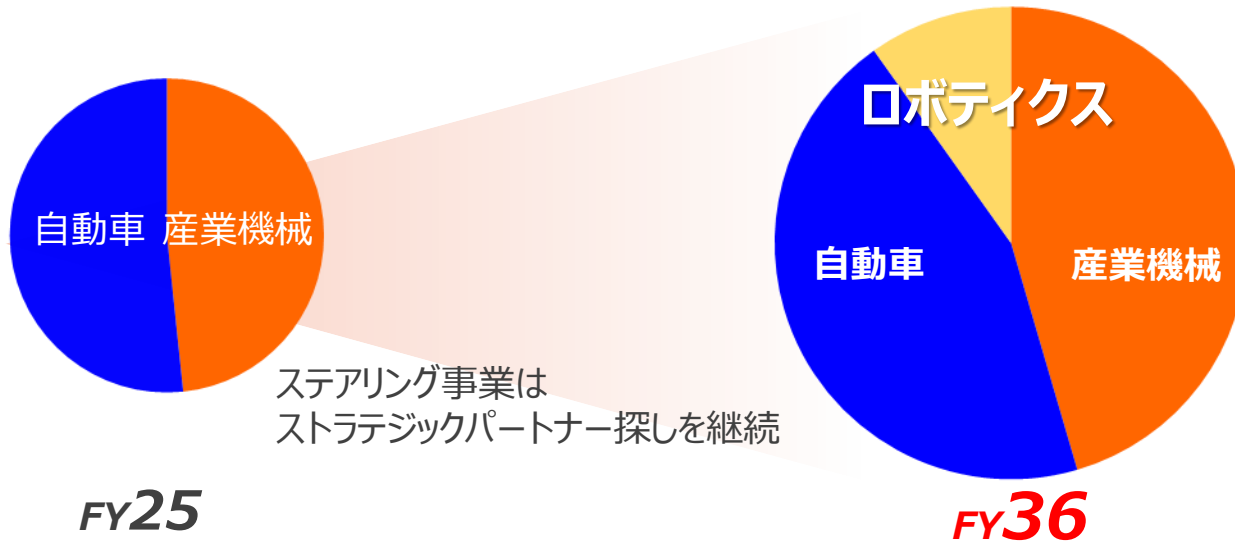 自動車 産業機械
ロボティクス
自動車
産業機械
ステアリング事業は
ストラテジックパートナー探しを継続
FY25
FY36